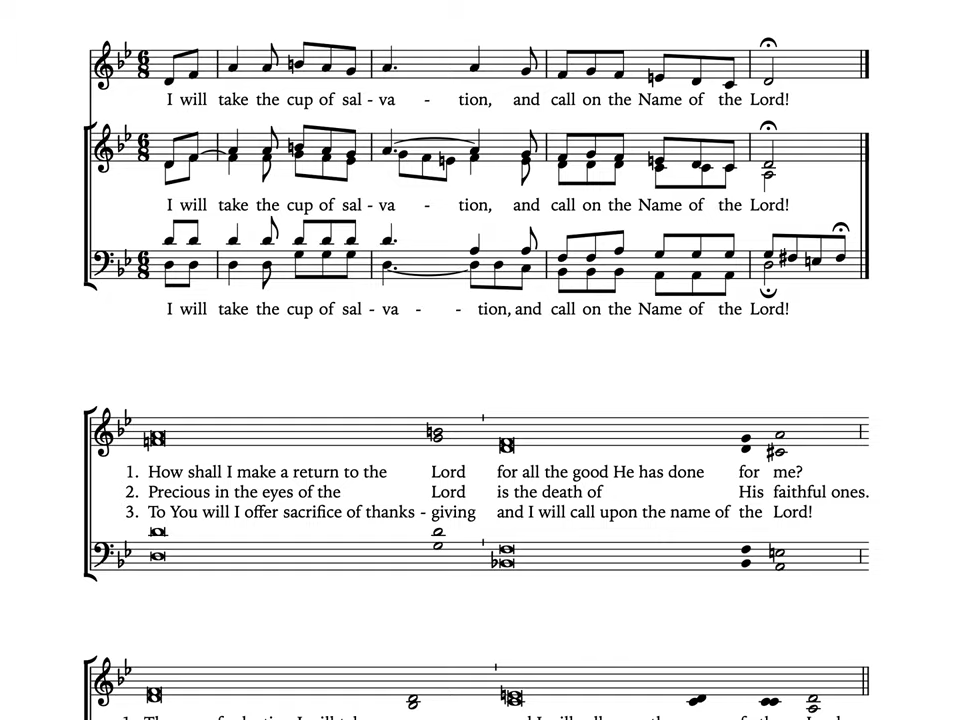 I will take the cup of sal - va - tion, and call on the Name of the Lord!
I will take the cup of sal - va - tion, and call on the Name of the Lord!
I will take the cup of sal - va - - tion, and call on the Name of the Lord!
1. How shall I make a return to the Lord for all the good He has done for me?
2. Precious in the eyes of the Lord is the death of His faithful ones.
3. To You will I offer sacrifice of thanks - giving and I will call upon the name of the Lord!